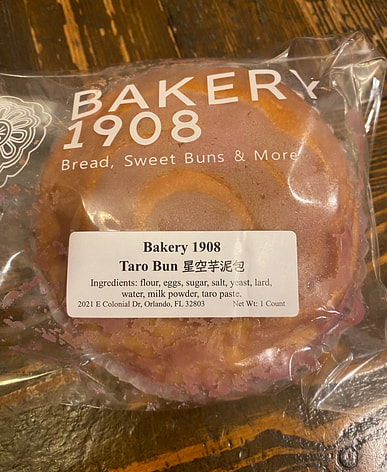 BAKERY
1908
Bread, Sweet Buns & More
Bakery 1908
Taro Bun 星空芋泥包
Ingredients: flour, eggs, sugar, salt, yeast, lard,
water, milk powder, taro paste.
2021 E Colonial Dr, Orlando, FL 32803 Net Wt: 1 Count